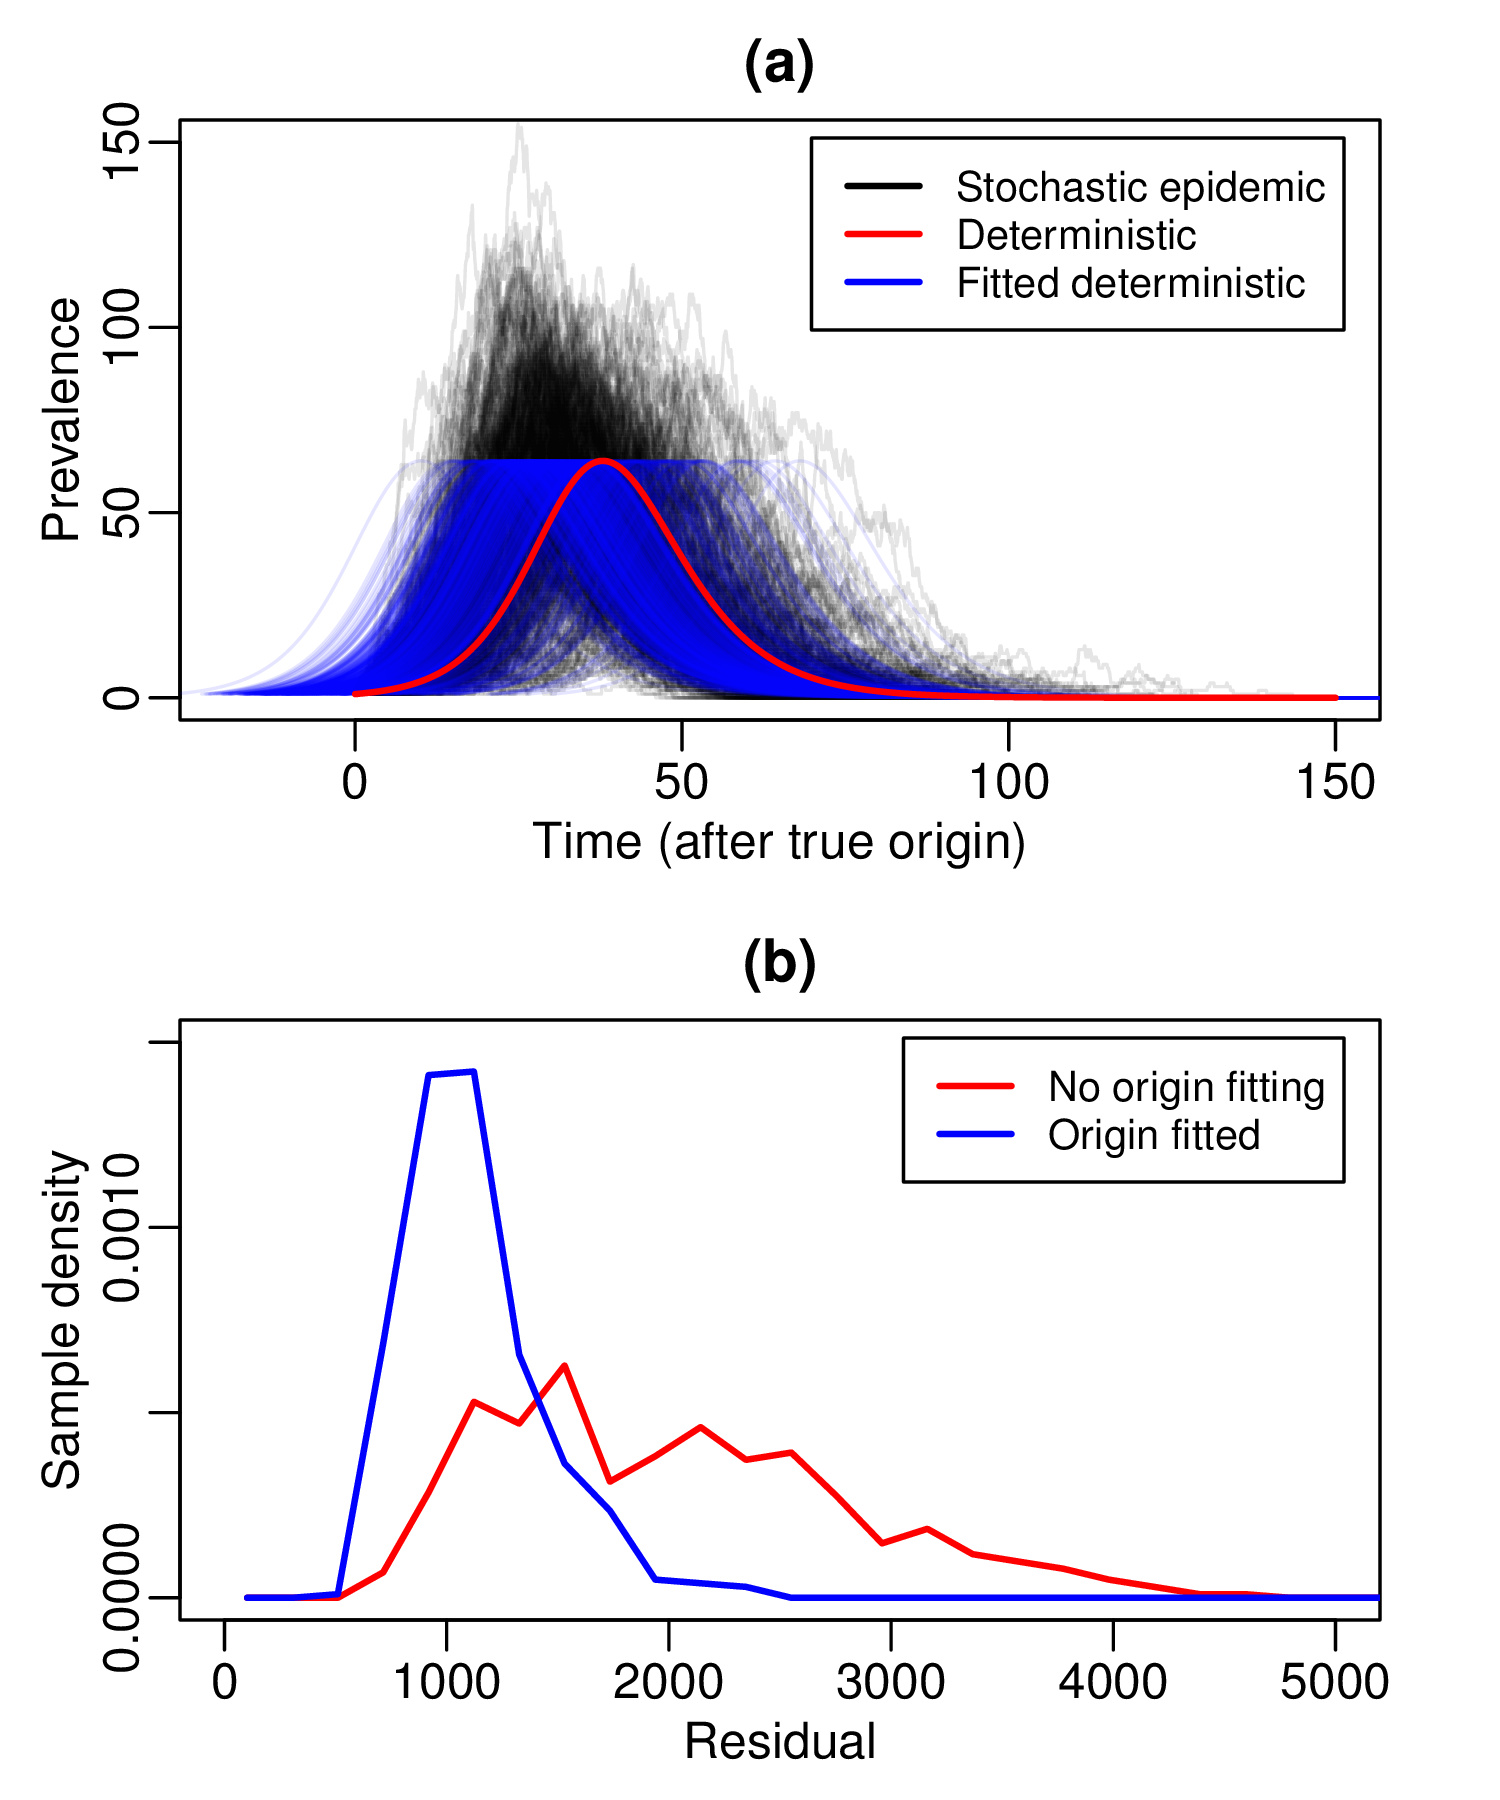 (a)
150
100
50
0
Prevalence
Stochastic epidemic
Deterministic
Fitted deterministic
0 50 100 150
Time (after true origin)
(b)
0.0010
0.0000
Sample density
No origin fitting
Origin fitted
0 1000 2000 3000 4000 5000
Residual